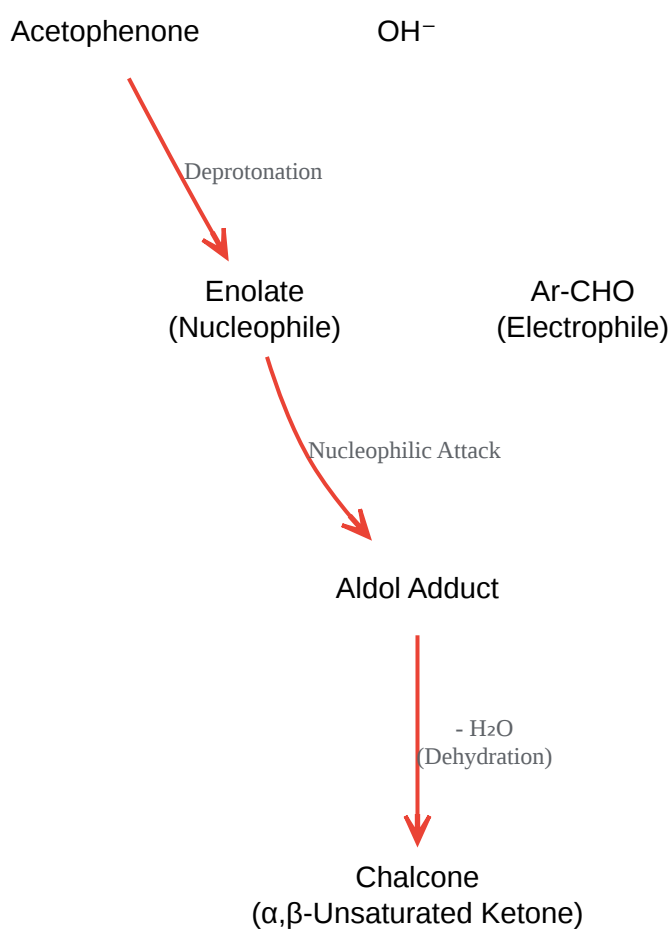 Acetophenone
OH⁻
Deprotonation
Enolate
(Nucleophile)
Ar-CHO
(Electrophile)
Nucleophilic Attack
Aldol Adduct
- H₂O
(Dehydration)
Chalcone
(α,β-Unsaturated Ketone)